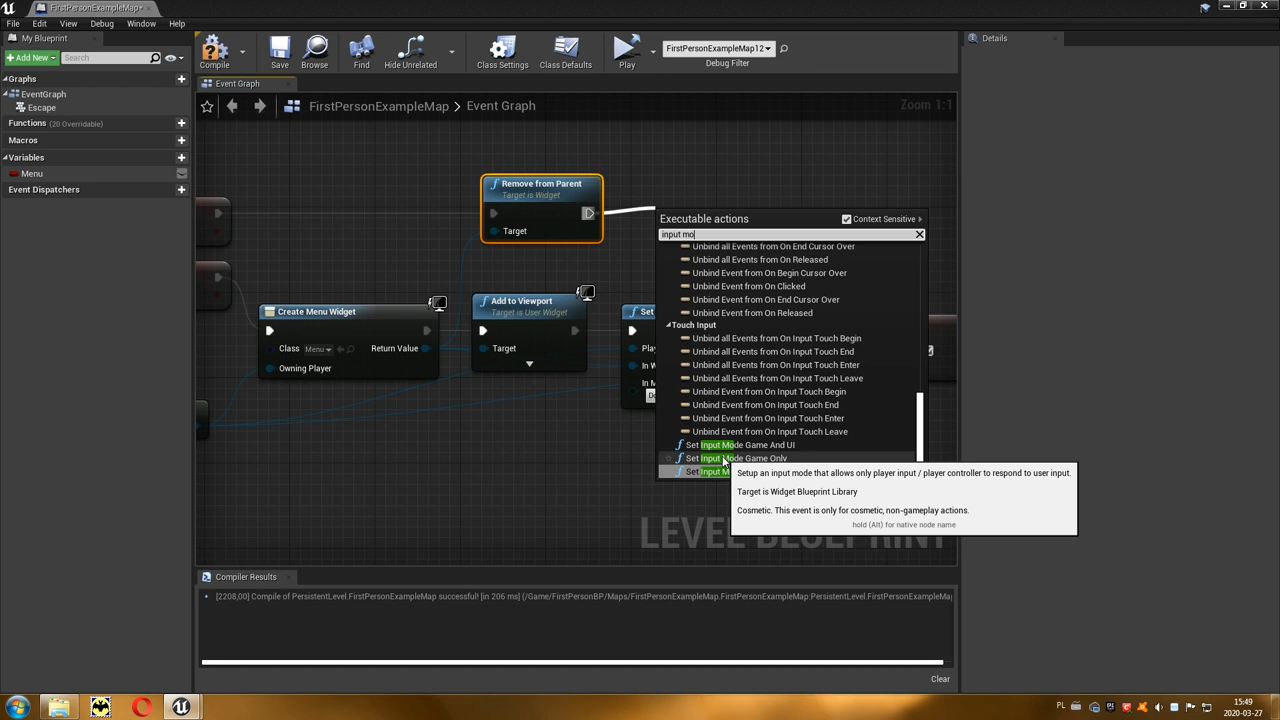 FirstPersonExampleMap*
File Edit View Debug Window Help
My Blueprint
Add New
Search
Graphs
EventGraph
Escape
Functions (20 Overridable)
Macros
Variables
Menu
Event Dispatchers
Compile
Save
Browse
Find
Hide Unrelated
Class Settings
Class Defaults
Play
FirstPersonExampleMap12
Debug Filter
Details
Event Graph
FirstPersonExampleMap > Event Graph
Zoom 1:1
Remove from Parent
Target is Widget
Target
Create Menu Widget
Class Menu
Return Value
Owning Player
Add to Viewport
Target is User Widget
Target
Set
Play
In W
In M
Do
Executable actions
Context Sensitive
input mo
Unbind all Events from On End Cursor Over
Unbind all Events from On Released
Unbind Event from On Begin Cursor Over
Unbind Event from On Clicked
Unbind Event from On End Cursor Over
Unbind Event from On Released
Touch Input
Unbind all Events from On Input Touch Begin
Unbind all Events from On Input Touch End
Unbind all Events from On Input Touch Enter
Unbind all Events from On Input Touch Leave
Unbind Event from On Input Touch Begin
Unbind Event from On Input Touch End
Unbind Event from On Input Touch Enter
Unbind Event from On Input Touch Leave
Set Input Mode Game And UI
Set Input Mode Game Only
Set Input M
Setup an input mode that allows only player input / player controller to respond to user input.
Target is Widget Blueprint Library
Cosmetic. This event is only for cosmetic, non-gameplay actions.
hold (Alt) for native node name
LEVEL BLUEPRINT
Compiler Results
[2208,00] Compile of PersistentLevel.FirstPersonExampleMap successful! [in 206 ms] (/Game/FirstPersonBP/Maps/FirstPersonExampleMap.FirstPersonExampleMap:PersistentLevel.FirstPersonExampleMap
Clear
PL
15:49
2020-03-27